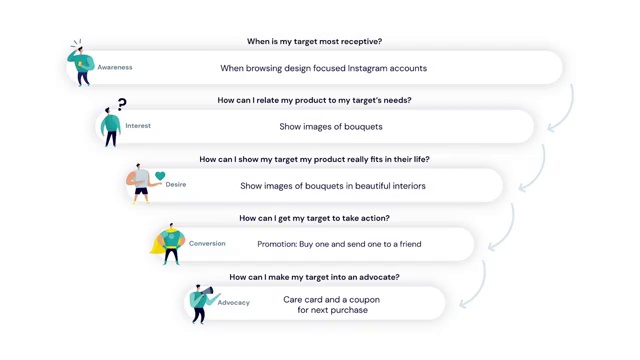 When is my target most receptive?
Awareness
When browsing design focused Instagram accounts
How can I relate my product to my target's needs?
?
Interest
Show images of bouquets
How can I show my target my product really fits in their life?
Desire
Show images of bouquets in beautiful interiors
How can I get my target to take action?
Conversion
Promotion: Buy one and send one to a friend
How can I make my target into an advocate?
Advocacy
Care card and a coupon
for next purchase